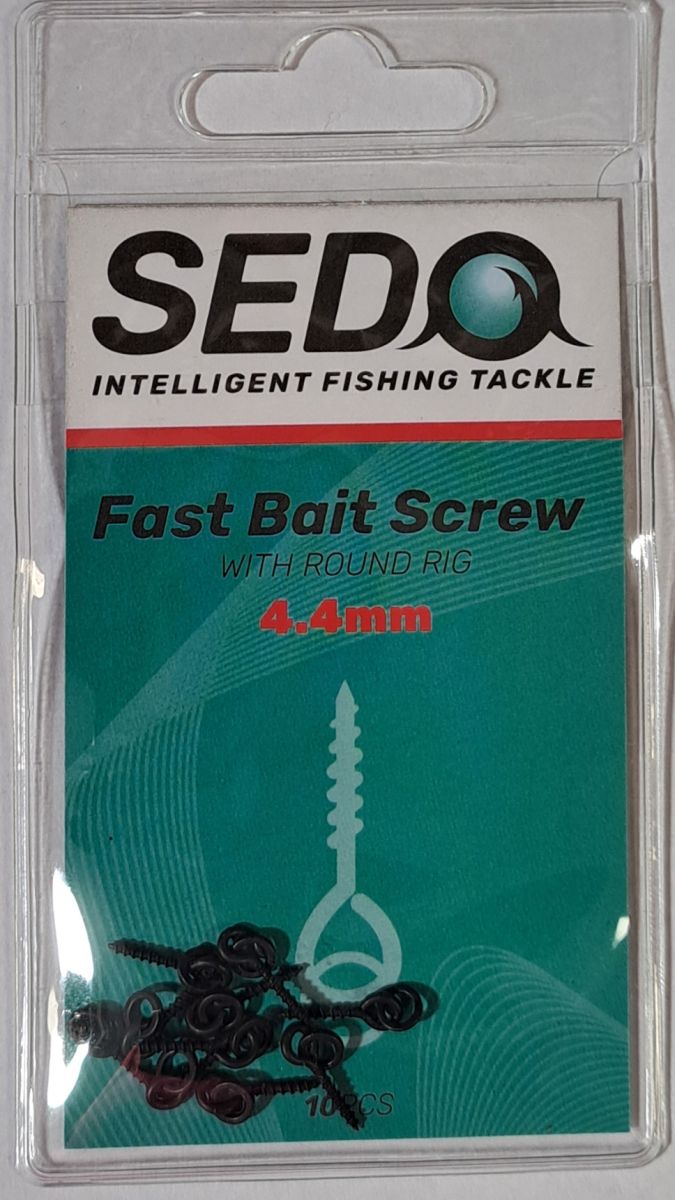 SEDO
INTELLIGENT FISHING TACKLE
Fast Bait Screw
WITH ROUND RIG
4.4mm
10PCS